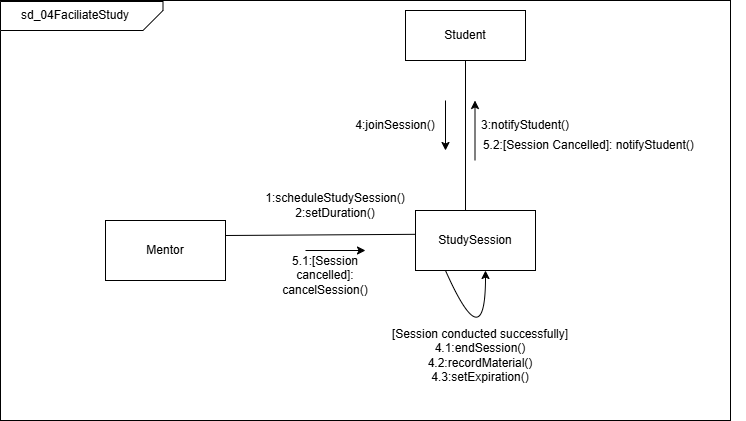 sd_04FaciliateStudy
Student
4:joinSession()
3:notifyStudent()
5.2:[Session Cancelled]: notifyStudent()
1:scheduleStudySession()
2:setDuration()
Mentor
StudySession
5.1:[Session
cancelled]:
cancelSession()
[Session conducted successfully]
4.1:endSession()
4.2:recordMaterial()
4.3:setExpiration()